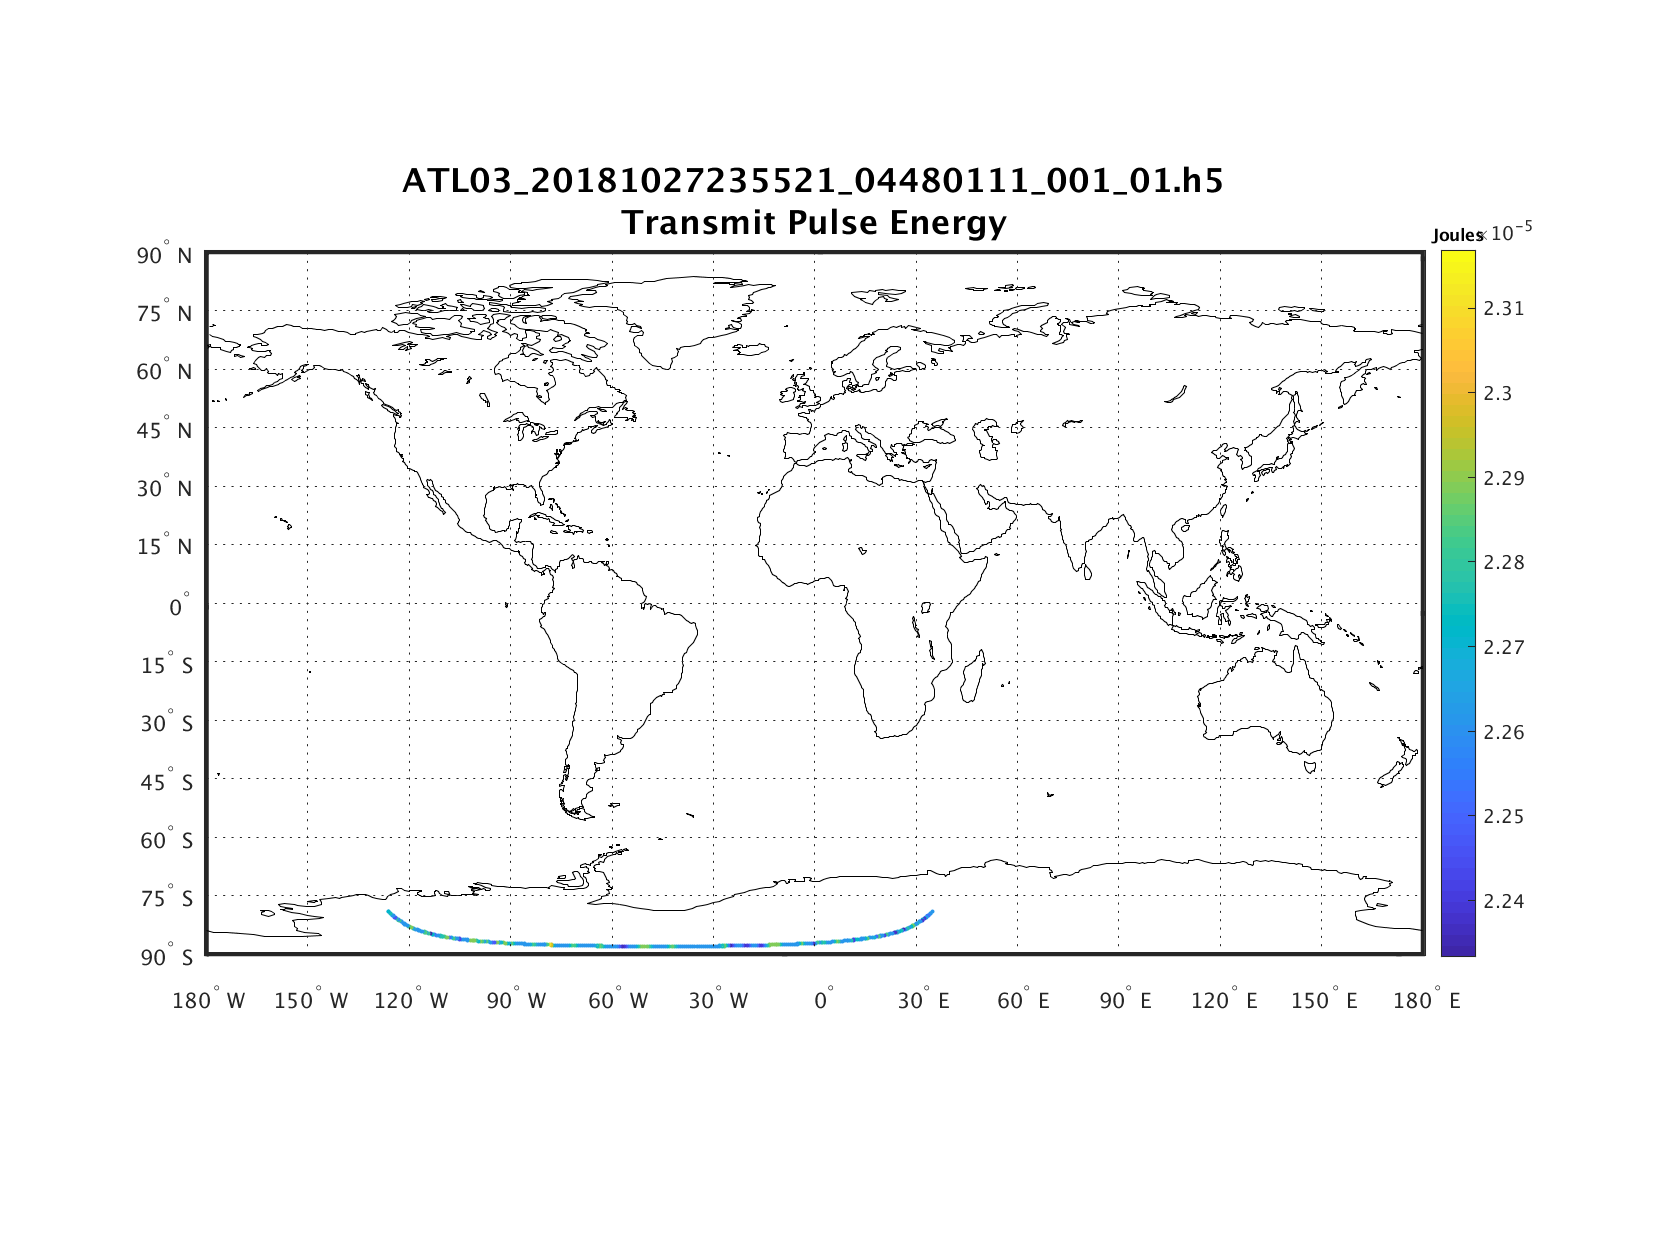 ATL03_20181027235521_04480111_001_01.h5
Transmit Pulse Energy
Joules ×10⁻⁵
90° N
75° N
60° N
45° N
30° N
15° N
0°
15° S
30° S
45° S
60° S
75° S
90° S
180° W 150° W 120° W 90° W 60° W 30° W 0° 30° E 60° E 90° E 120° E 150° E 180° E
2.31
2.3
2.29
2.28
2.27
2.26
2.25
2.24